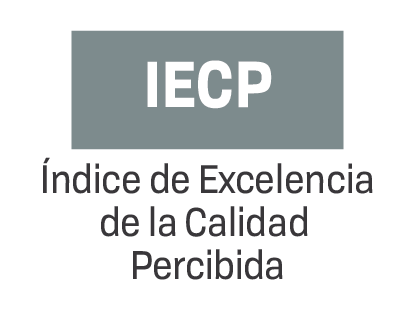 IECP
Índice de Excelencia
de la Calidad
Percibida